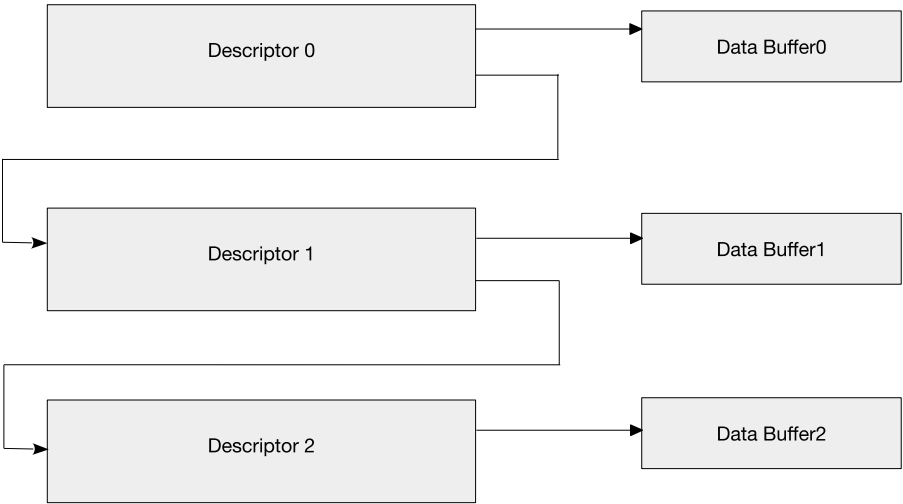 Descriptor 0
Data Buffer0
Descriptor 1
Data Buffer1
Descriptor 2
Data Buffer2